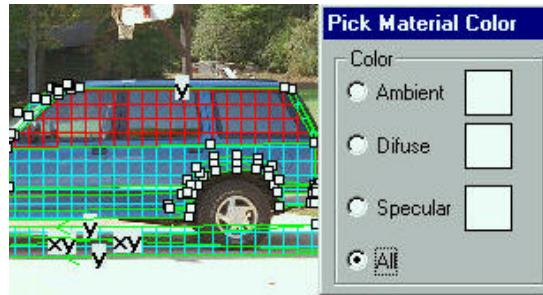 Pick Material Color
Color
Ambient
Difuse
Specular
All
y
y
xy
xy
y